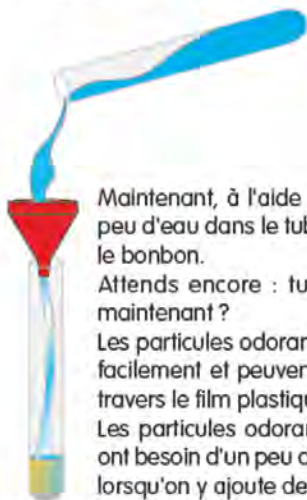 Maintenant, à l'aide
peu d'eau dans le tub
le bonbon.
Attends encore : tu
maintenant ?
Les particules odoran
facilement et peuven
travers le film plastiqu
Les particules odoran
ont besoin d'un peu d
lorsqu'on y ajoute de